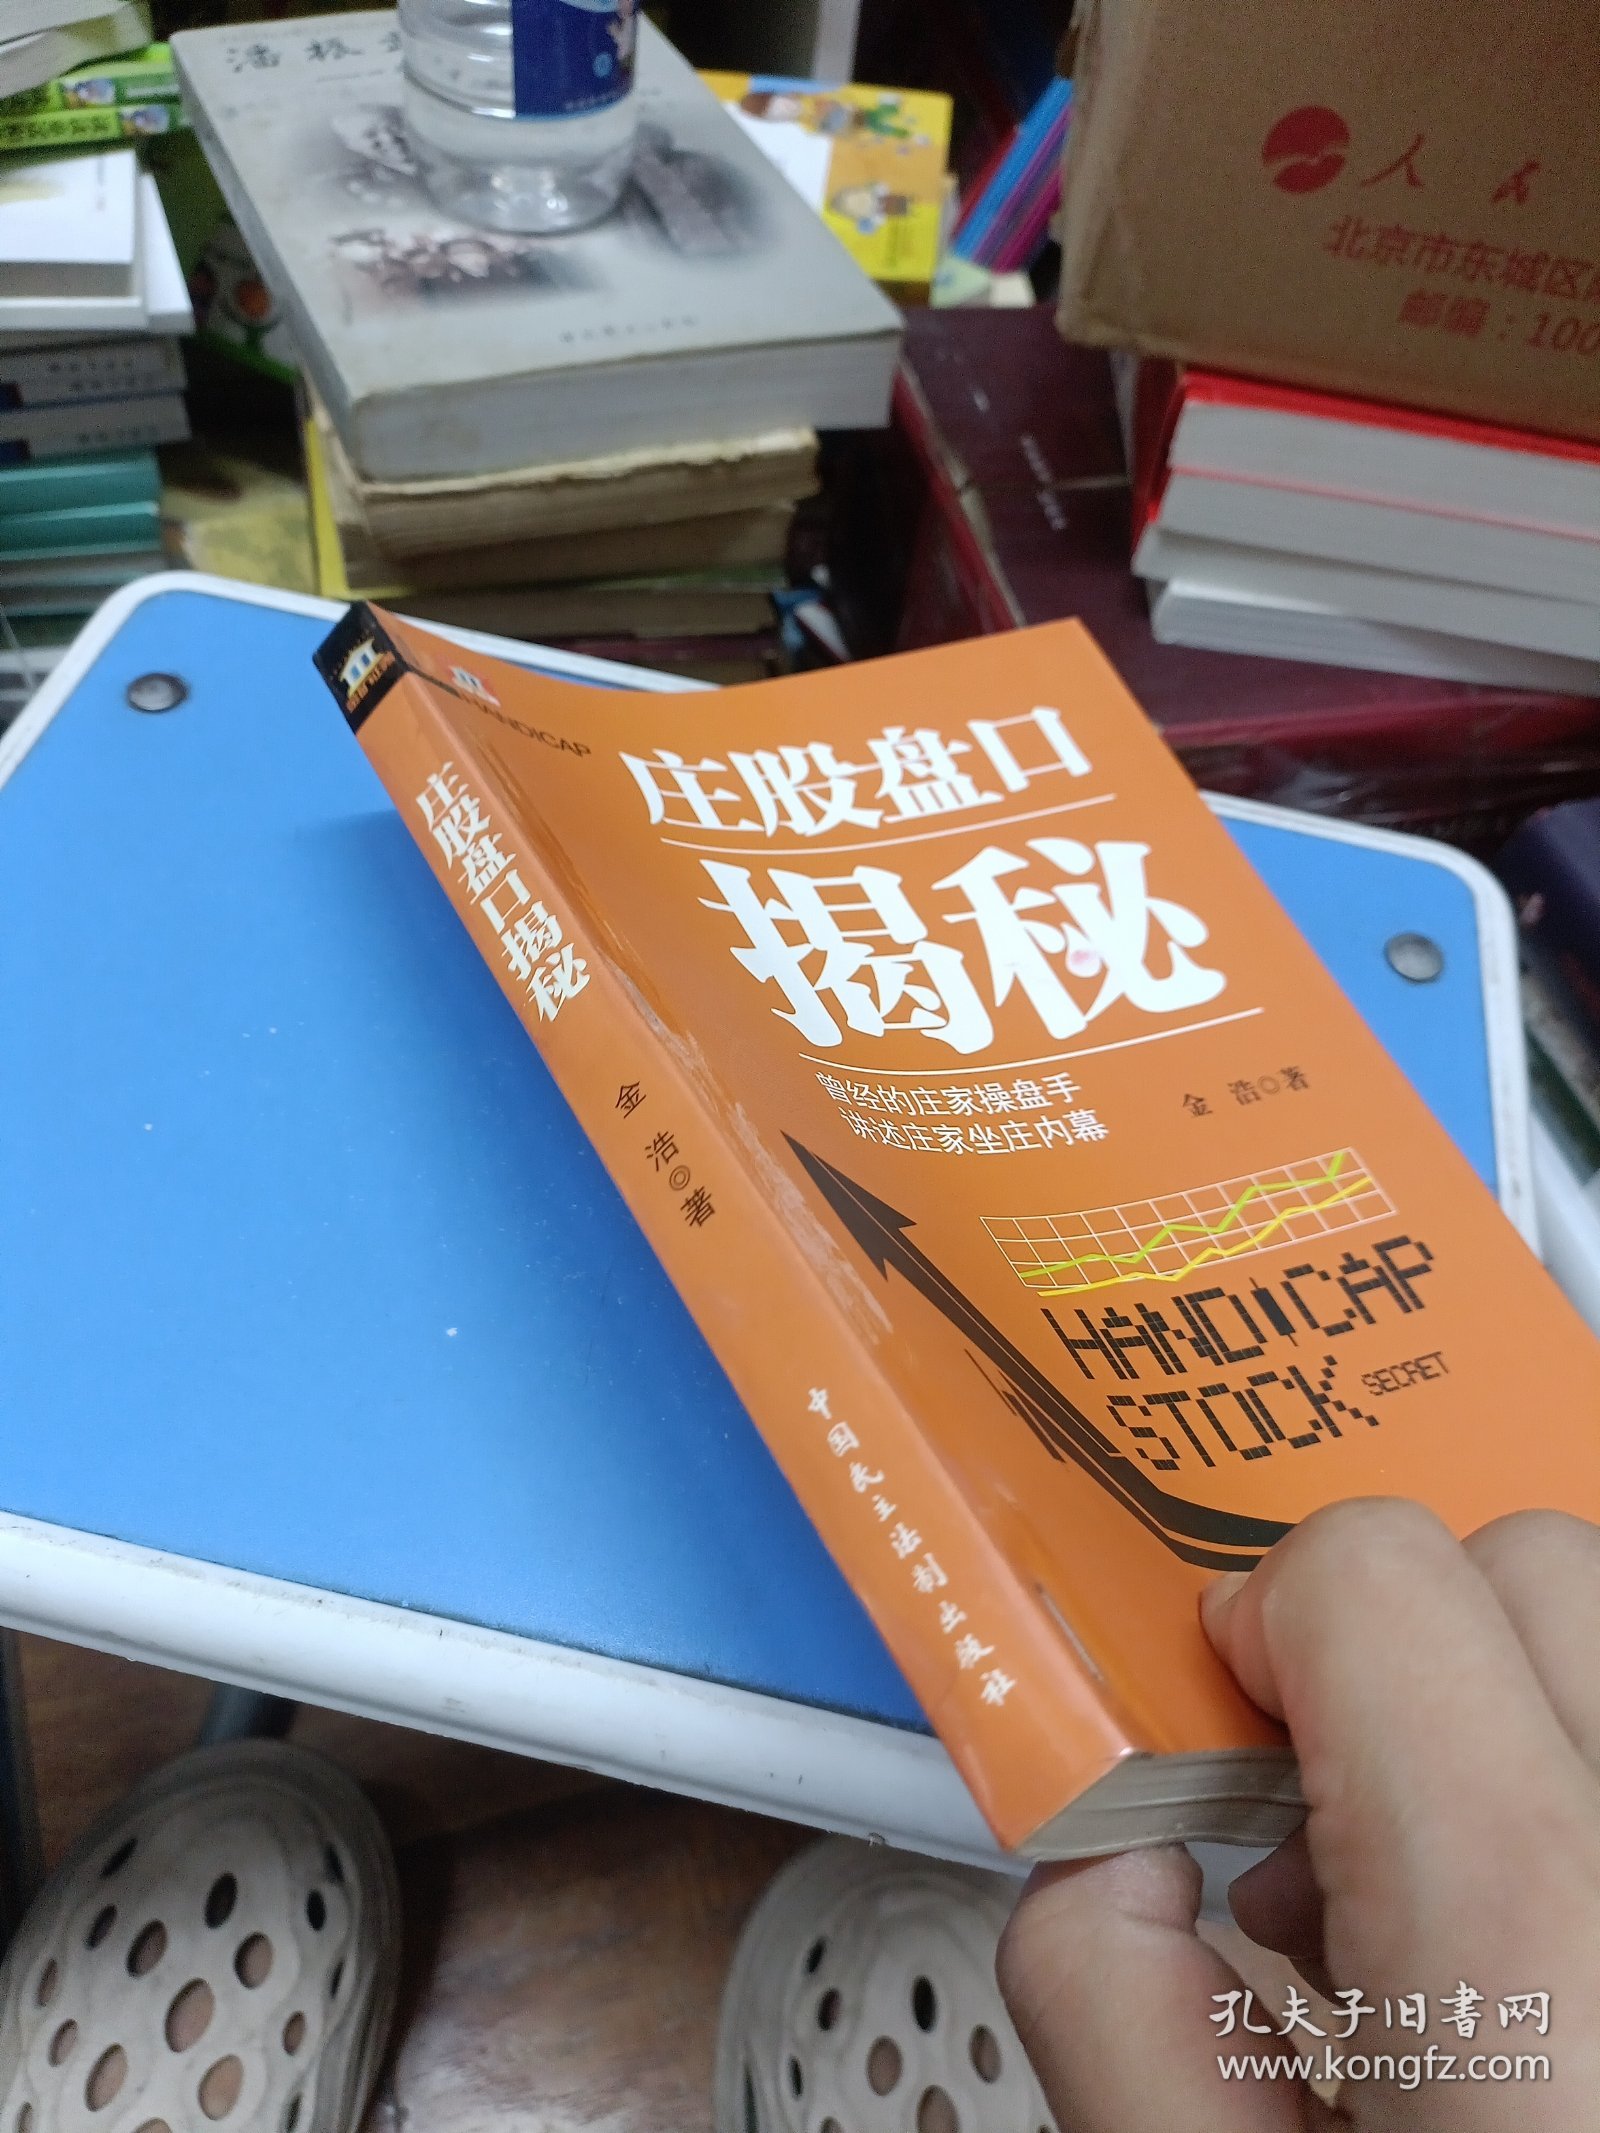 潘
人 民
北京市东城区
邮编：100
HANDICAP
庄股盘口
揭秘
曾经的庄家操盘手
讲述庄家坐庄内幕
金 浩◎著
HANDICAP
STOCK SECRET
庄股盘口揭秘
金 浩◎著
中国民主法制出版社
孔夫子旧书网
www.kongfz.com